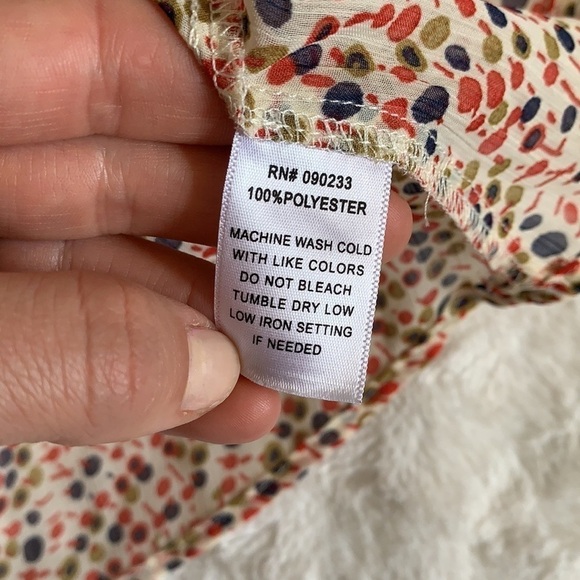 RN# 090233
100%POLYESTER
MACHINE WASH COLD
WITH LIKE COLORS
DO NOT BLEACH
TUMBLE DRY LOW
LOW IRON SETTING
IF NEEDED